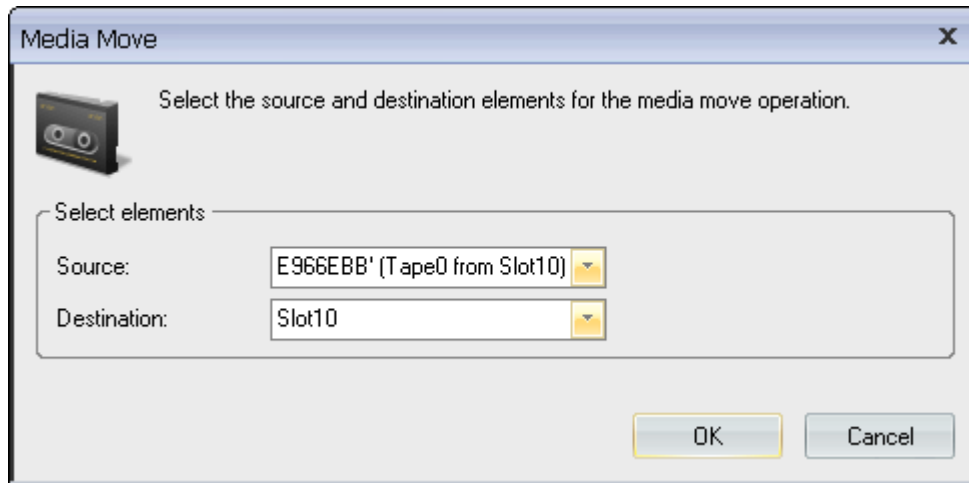 Media Move
Select the source and destination elements for the media move operation.
Select elements
Source:
E966EBB' (Tape0 from Slot10)
Destination:
Slot10
OK
Cancel